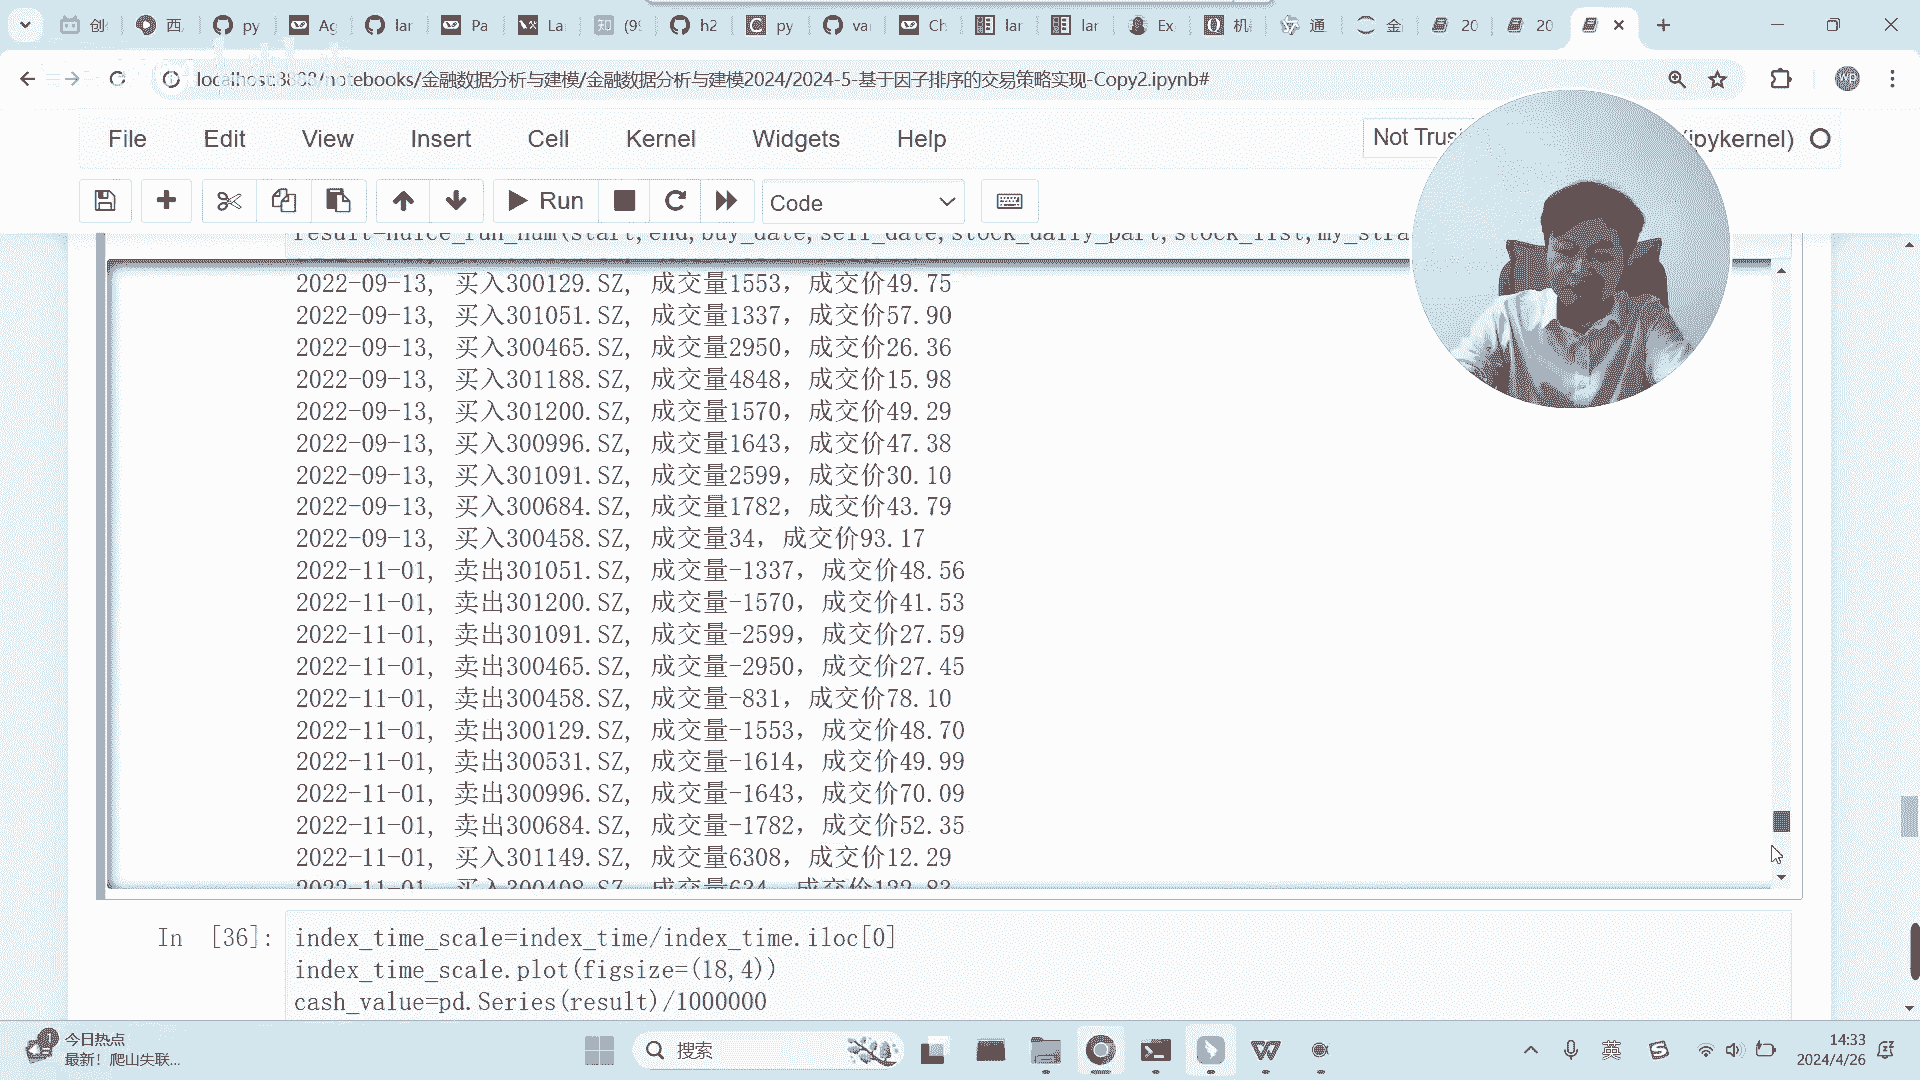 创
西
py
Ag
lar
Pa
La
知
(9
h2
py
va
Ch
lar
lar
Ex
机
通
金
20
20
localhost:3888/notebooks/金融数据分析与建模/金融数据分析与建模2024/2024-5-基于因子排序的交易策略实现-Copy2.ipynb#
wp
File Edit View Insert Cell Kernel Widgets Help
Not Trus
(ipykernel)
Run
Code
2022-09-13, 买入300129.SZ, 成交量1553，成交价49.75
2022-09-13, 买入301051.SZ, 成交量1337，成交价57.90
2022-09-13, 买入300465.SZ, 成交量2950，成交价26.36
2022-09-13, 买入301188.SZ, 成交量4848，成交价15.98
2022-09-13, 买入301200.SZ, 成交量1570，成交价49.29
2022-09-13, 买入300996.SZ, 成交量1643，成交价47.38
2022-09-13, 买入301091.SZ, 成交量2599，成交价30.10
2022-09-13, 买入300684.SZ, 成交量1782，成交价43.79
2022-09-13, 买入300458.SZ, 成交量34，成交价93.17
2022-11-01, 卖出301051.SZ, 成交量-1337，成交价48.56
2022-11-01, 卖出301200.SZ, 成交量-1570，成交价41.53
2022-11-01, 卖出301091.SZ, 成交量-2599，成交价27.59
2022-11-01, 卖出300465.SZ, 成交量-2950，成交价27.45
2022-11-01, 卖出300458.SZ, 成交量-831，成交价78.10
2022-11-01, 卖出300129.SZ, 成交量-1553，成交价48.70
2022-11-01, 卖出300531.SZ, 成交量-1614，成交价49.99
2022-11-01, 卖出300996.SZ, 成交量-1643，成交价70.09
2022-11-01, 卖出300684.SZ, 成交量-1782，成交价52.35
2022-11-01, 买入301149.SZ, 成交量6308，成交价12.29
In [36]:
index_time_scale=index_time/index_time.iloc[0]
index_time_scale.plot(figsize=(18,4))
cash_value=pd.Series(result)/1000000
今日热点
最新！爬山失联...
搜索
英
14:33
2024/4/26